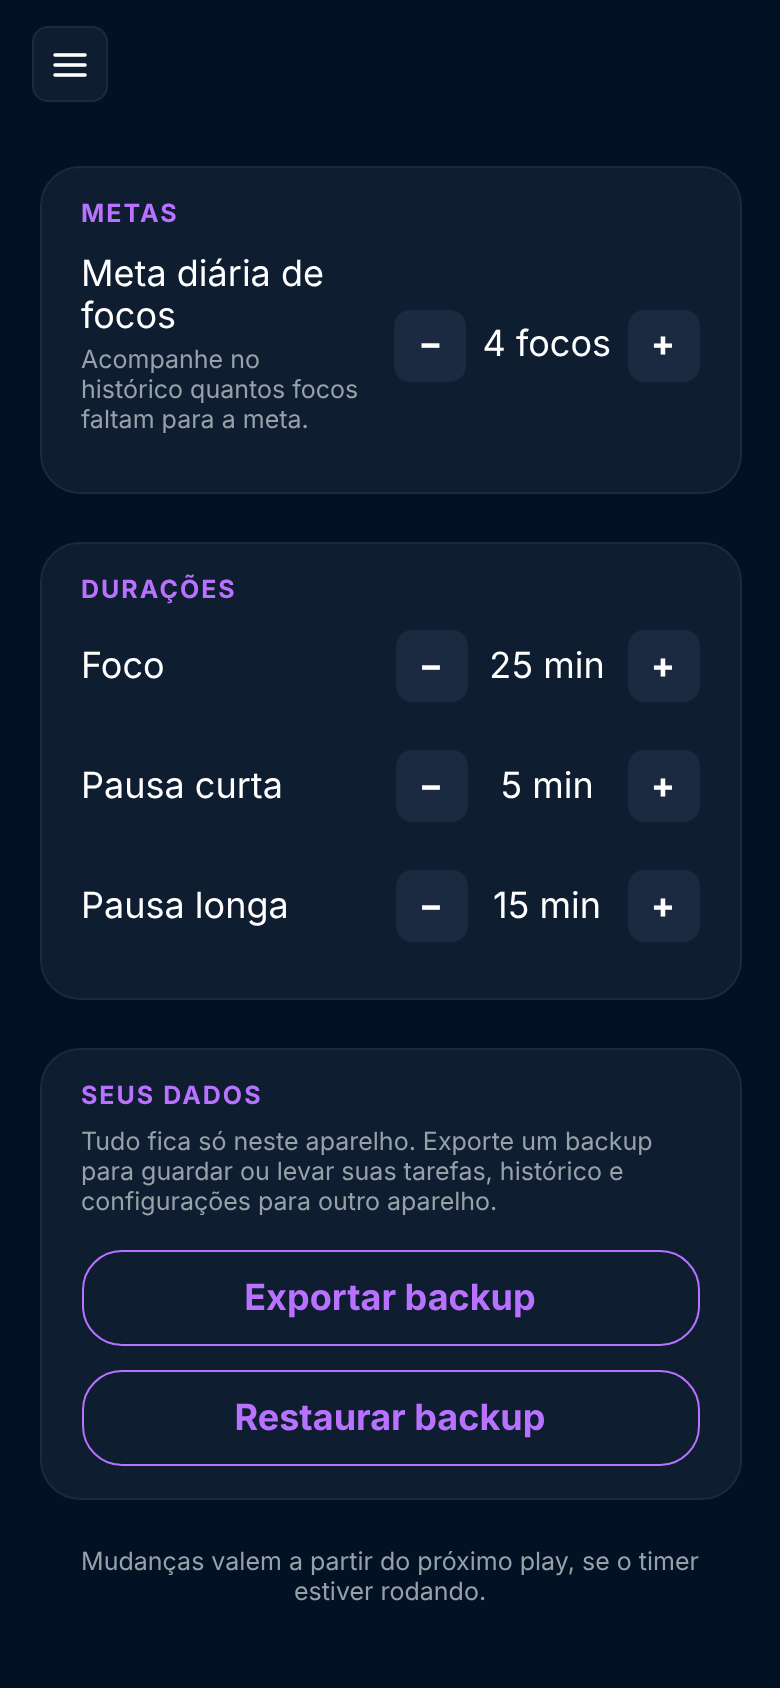 METAS
Meta diária de
focos
Acompanhe no
histórico quantos focos
faltam para a meta.
− 4 focos +
DURAÇÕES
Foco − 25 min +
Pausa curta − 5 min +
Pausa longa − 15 min +
SEUS DADOS
Tudo fica só neste aparelho. Exporte um backup
para guardar ou levar suas tarefas, histórico e
configurações para outro aparelho.
Exportar backup
Restaurar backup
Mudanças valem a partir do próximo play, se o timer
estiver rodando.